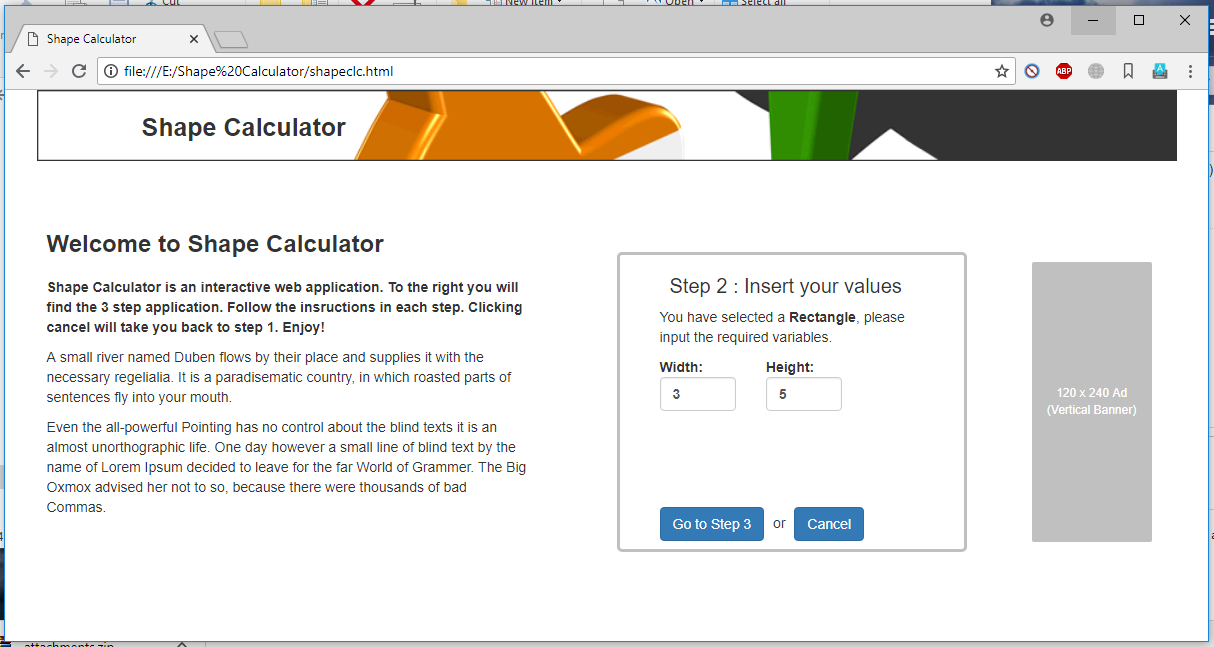 Cut
New item
Open
Select all
Shape Calculator
file:///E:/Shape%20Calculator/shapeclc.html
ABP
Shape Calculator
Welcome to Shape Calculator
Shape Calculator is an interactive web application. To the right you will
find the 3 step application. Follow the insructions in each step. Clicking
cancel will take you back to step 1. Enjoy!
A small river named Duben flows by their place and supplies it with the
necessary regelialia. It is a paradisematic country, in which roasted parts of
sentences fly into your mouth.
Even the all-powerful Pointing has no control about the blind texts it is an
almost unorthographic life. One day however a small line of blind text by the
name of Lorem Ipsum decided to leave for the far World of Grammer. The Big
Oxmox advised her not to so, because there were thousands of bad
Commas.
Step 2 : Insert your values
You have selected a Rectangle, please
input the required variables.
Width: Height:
3 5
Go to Step 3 or Cancel
120 x 240 Ad
(Vertical Banner)
attachments.zip